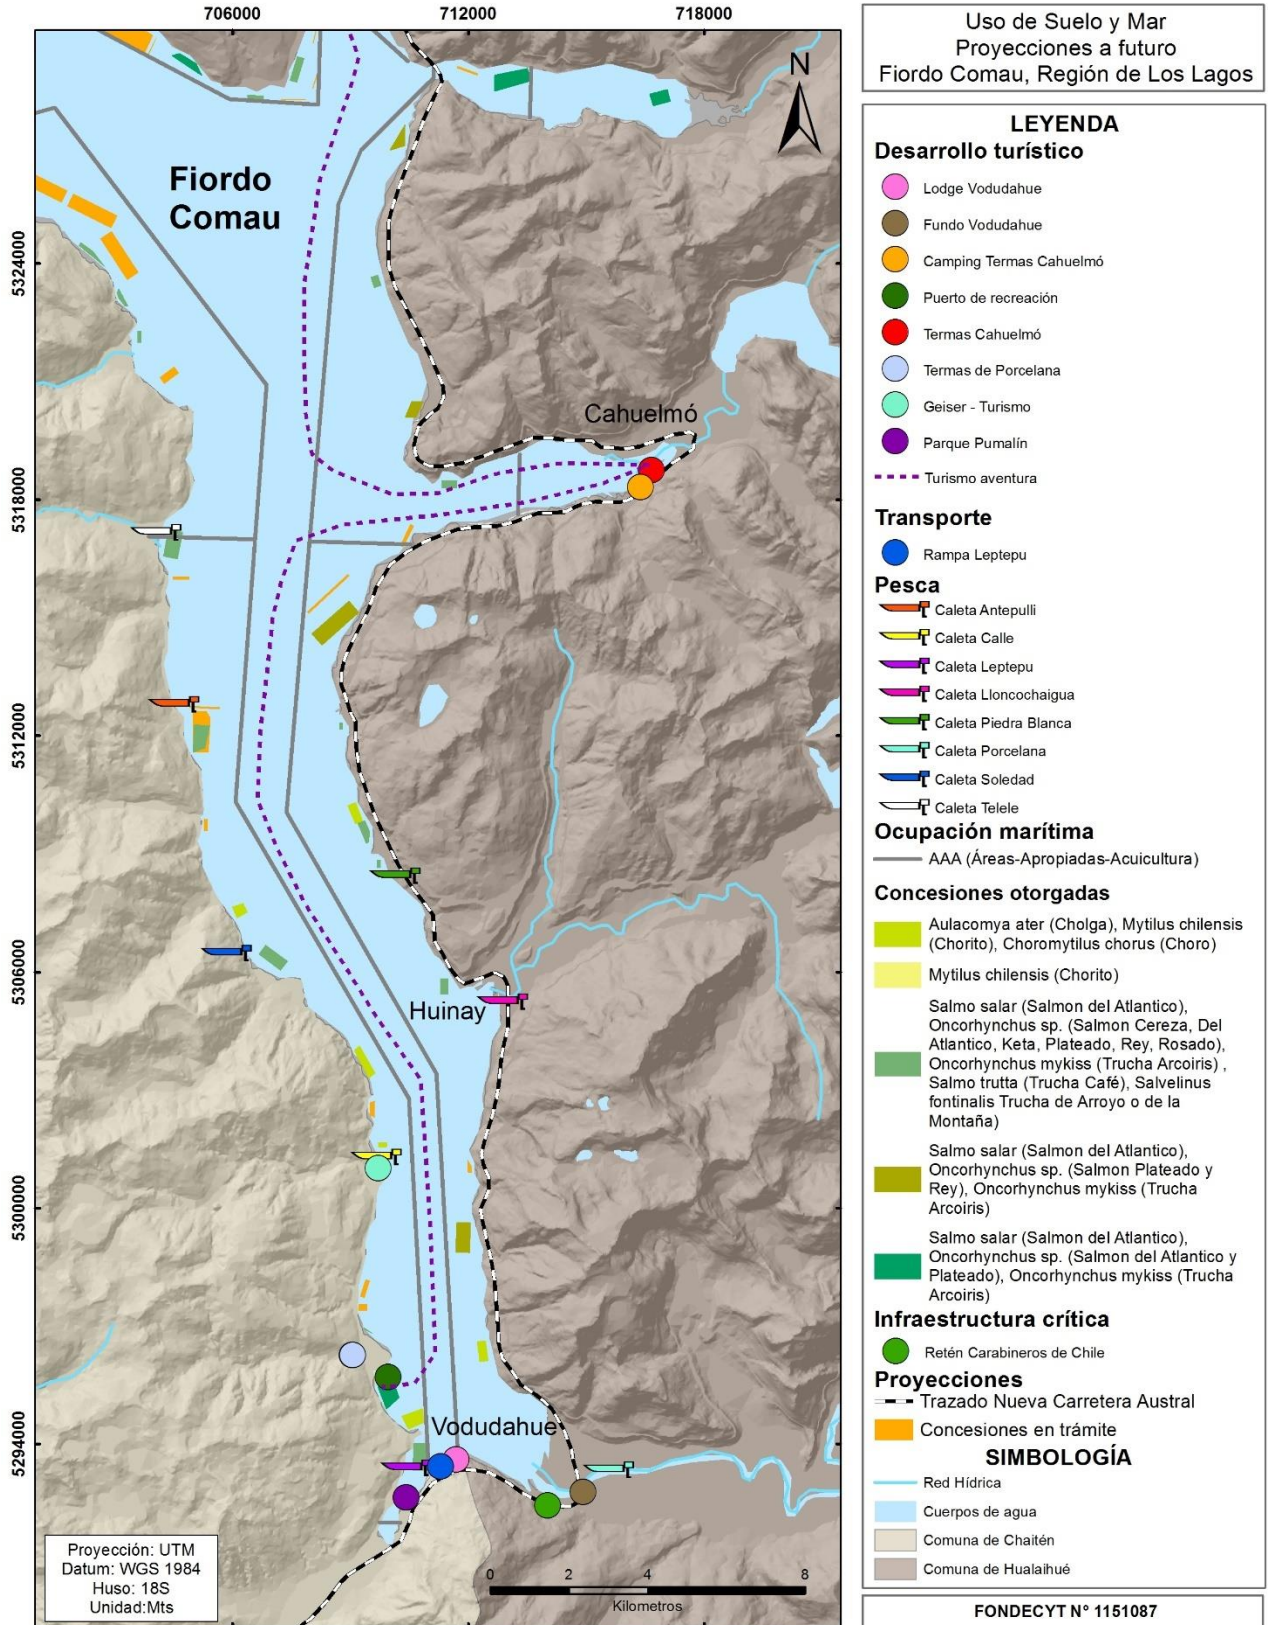 706000
712000
718000
5324000
5318000
5312000
5306000
5300000
5294000
Fiordo
Comau
Cahuelmó
Huinay
Vodudahue
N
0
2
4
8
Kilometros
Proyección: UTM
Datum: WGS 1984
Huso: 18S
Unidad:Mts
Uso de Suelo y Mar
Proyecciones a futuro
Fiordo Comau, Región de Los Lagos
LEYENDA
Desarrollo turístico
Lodge Vodudahue
Fundo Vodudahue
Camping Termas Cahuelmó
Puerto de recreación
Termas Cahuelmó
Termas de Porcelana
Geiser - Turismo
Parque Pumalín
Turismo aventura
Transporte
Rampa Leptepu
Pesca
Caleta Antepulli
Caleta Calle
Caleta Leptepu
Caleta Lloncochaigua
Caleta Piedra Blanca
Caleta Porcelana
Caleta Soledad
Caleta Telele
Ocupación marítima
AAA (Áreas-Apropiadas-Acuicultura)
Concesiones otorgadas
Aulacomya ater (Cholga), Mytilus chilensis
(Chorito), Choromytilus chorus (Choro)
Mytilus chilensis (Chorito)
Salmo salar (Salmon del Atlantico),
Oncorhynchus sp. (Salmon Cereza, Del
Atlantico, Keta, Plateado, Rey, Rosado),
Oncorhynchus mykiss (Trucha Arcoiris) ,
Salmo trutta (Trucha Café), Salvelinus
fontinalis Trucha de Arroyo o de la
Montaña)
Salmo salar (Salmon del Atlantico),
Oncorhynchus sp. (Salmon Plateado y
Rey), Oncorhynchus mykiss (Trucha
Arcoiris)
Salmo salar (Salmon del Atlantico),
Oncorhynchus sp. (Salmon del Atlantico y
Plateado), Oncorhynchus mykiss (Trucha
Arcoiris)
Infraestructura crítica
Retén Carabineros de Chile
Proyecciones
Trazado Nueva Carretera Austral
Concesiones en trámite
SIMBOLOGÍA
Red Hídrica
Cuerpos de agua
Comuna de Chaitén
Comuna de Hualaihué
FONDECYT N° 1151087